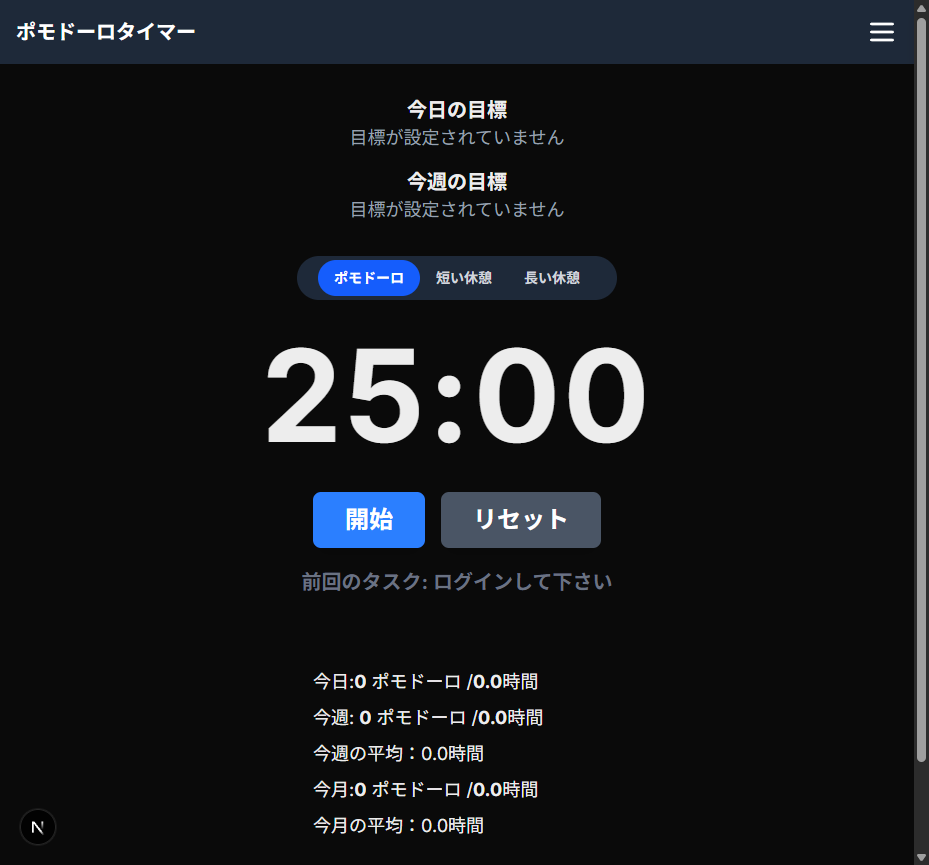 ポモドーロタイマー
今日の目標
目標が設定されていません
今週の目標
目標が設定されていません
ポモドーロ 短い休憩 長い休憩
25:00
開始 リセット
前回のタスク: ログインして下さい
今日:0 ポモドーロ /0.0時間
今週: 0 ポモドーロ /0.0時間
今週の平均：0.0時間
今月:0 ポモドーロ /0.0時間
今月の平均：0.0時間
N